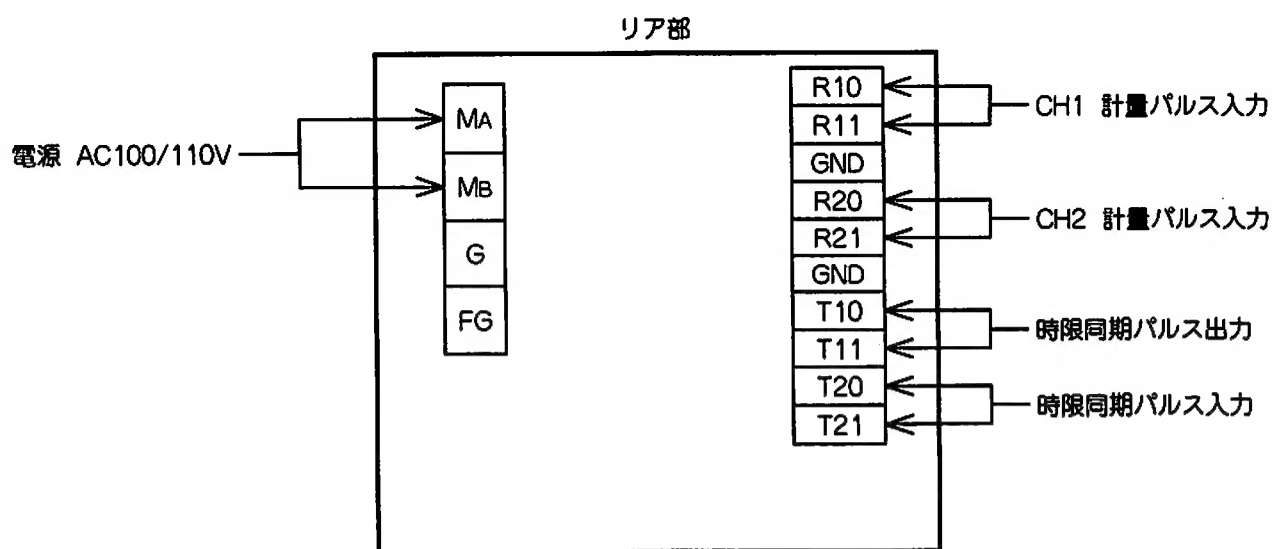 リア部
電源 AC100/110V
MA
MB
G
FG
R10
R11
GND
R20
R21
GND
T10
T11
T20
T21
CH1 計量パルス入力
CH2 計量パルス入力
時限同期パルス出力
時限同期パルス入力